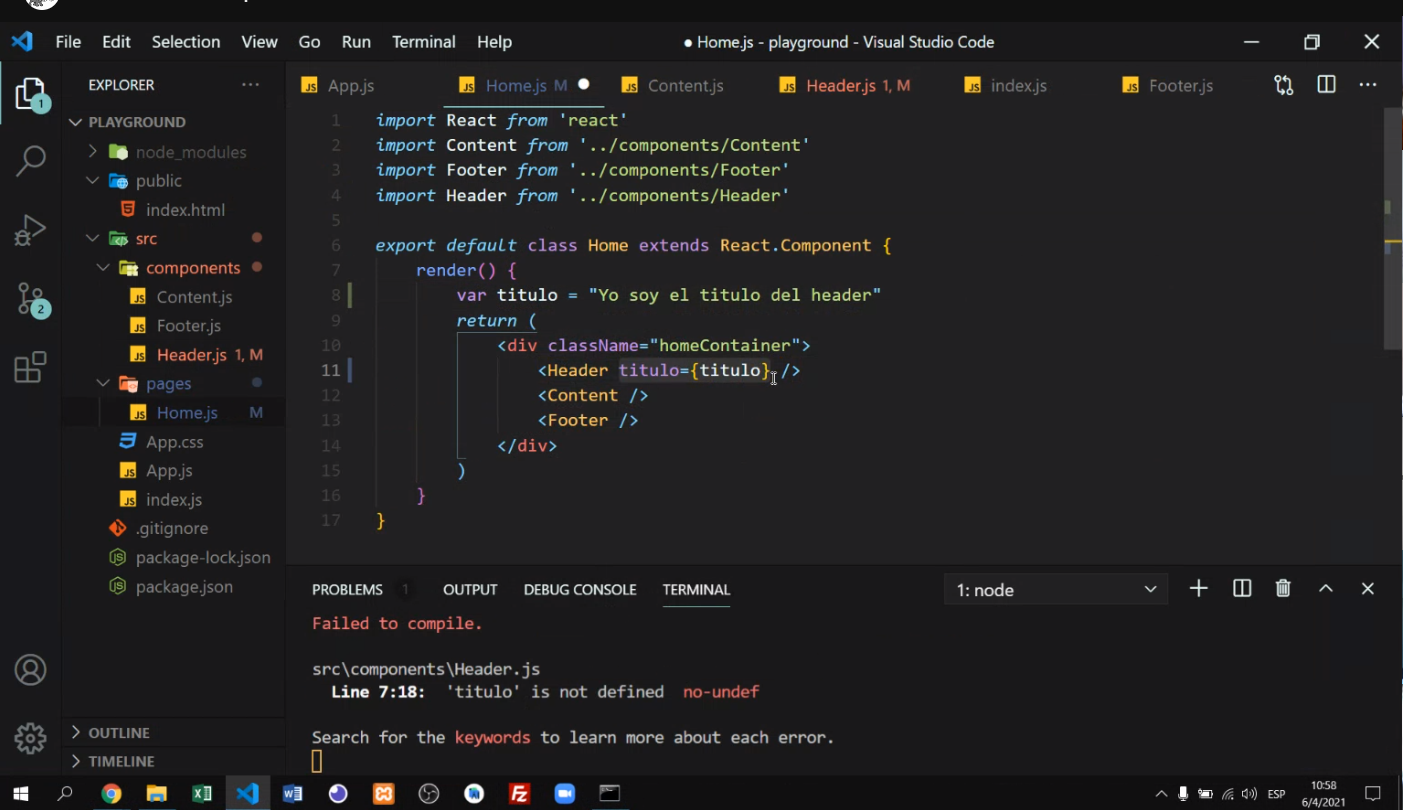 File Edit Selection View Go Run Terminal Help
● Home.js - playground - Visual Studio Code
EXPLORER
App.js
Home.js M
Content.js
Header.js 1, M
index.js
Footer.js
1
PLAYGROUND
node_modules
public
index.html
src
components
Content.js
Footer.js
Header.js 1, M
pages
Home.js M
App.css
App.js
index.js
.gitignore
package-lock.json
package.json
2
OUTLINE
TIMELINE
1 import React from 'react'
2 import Content from '../components/Content'
3 import Footer from '../components/Footer'
4 import Header from '../components/Header'
5
6 export default class Home extends React.Component {
7 render() {
8 var titulo = "Yo soy el titulo del header"
9 return (
10 <div className="homeContainer">
11 <Header titulo={titulo} />
12 <Content />
13 <Footer />
14 </div>
15 )
16 }
17 }
PROBLEMS 1 OUTPUT DEBUG CONSOLE TERMINAL
1: node
Failed to compile.
src\components\Header.js
Line 7:18: 'titulo' is not defined no-undef
Search for the keywords to learn more about each error.
ESP
10:58
6/4/2021